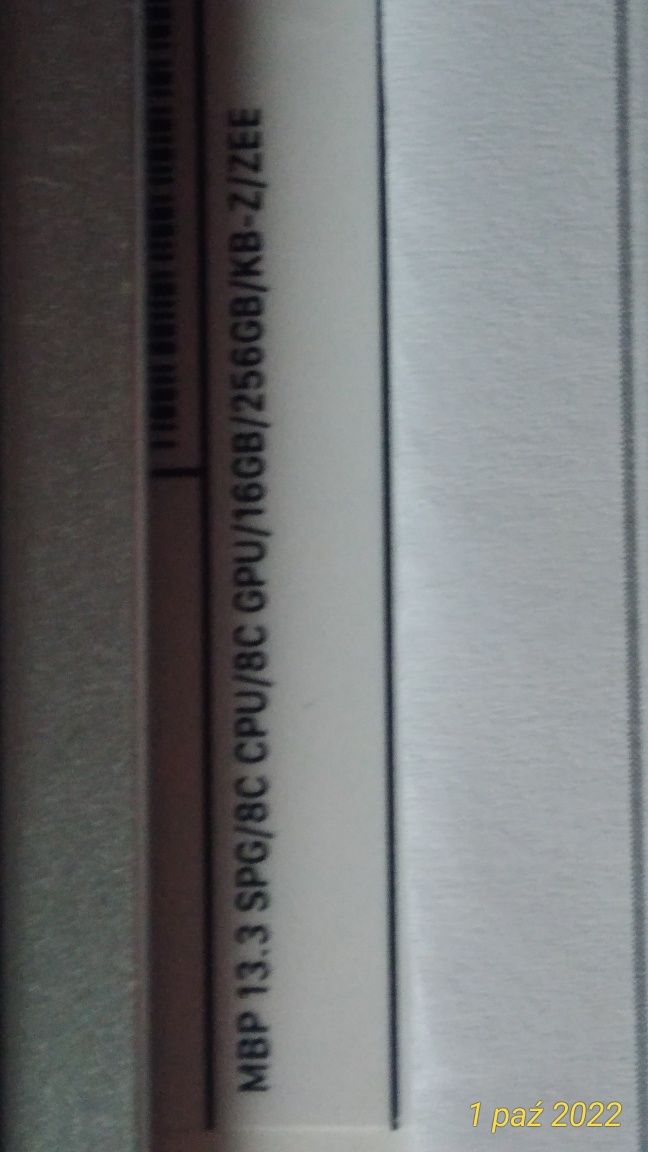 MBP 13.3 SPG/8C CPU/8C GPU/16GB/256GB/KB-Z/ZEE
1 paź 2022